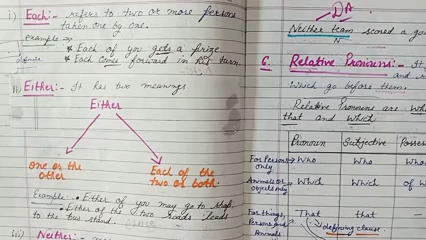 i) Each:- refers to two or more persons
taken one by one.
example →
* Each of you gets a prize.
* Each comes forward in his turn.
ii) Either:- It has two meanings
Either
One or the
other
Each of the
two or both.
Example:- • Either of you may go to shop.
• Either of the two roads leads
to the bus stand.
iii) Neither:-
DA
Neither team scored a
N
6. Relative Pronouns:-
which go before them.
Relative Pronouns are
that and which
Pronoun Subjective
For Persons only → Who Who
Animals or objects only → Which Which of
For things, Persons and Animals That that -
defining clause.